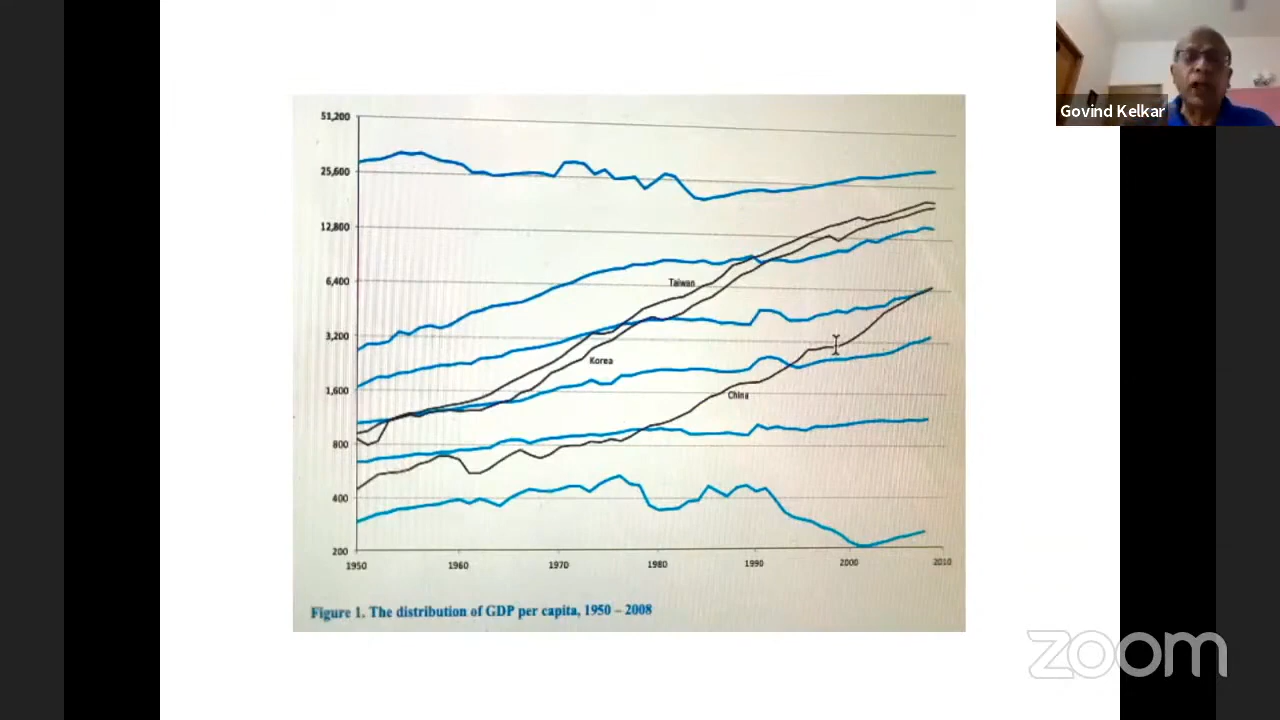 Govind Kelkar
51,200
25,600
12,800
6,400
3,200
1,600
800
400
200
Taiwan
Korea
China
1950 1960 1970 1980 1990 2000 2010
Figure 1. The distribution of GDP per capita, 1950 – 2008
zoom